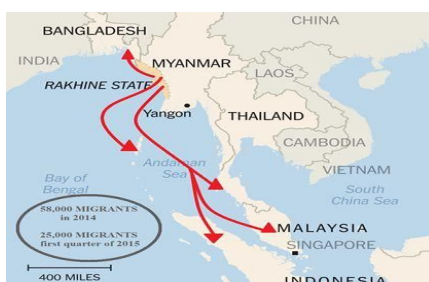 CHINA
BANGLADESH
INDIA
MYANMAR
LAOS
RAKHINE STATE
Yangon
THAILAND
CAMBODIA
Andaman
Sea
VIETNAM
Bay of
Bengal
South
China Sea
58,000 MIGRANTS
in 2014
25,000 MIGRANTS
first quarter of 2015
MALAYSIA
SINGAPORE
400 MILES
INDONESIA